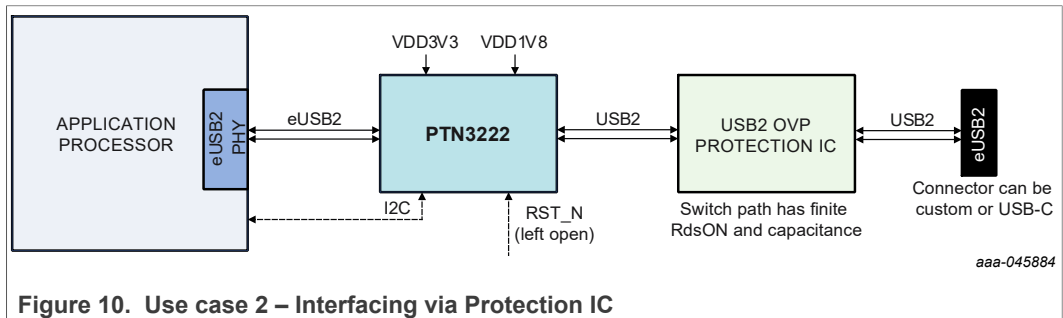 VDD3V3 VDD1V8
APPLICATION
PROCESSOR
eUSB2
PHY
eUSB2
PTN3222
USB2
USB2 OVP
PROTECTION IC
USB2
eUSB2
I2C
RST_N
(left open)
Switch path has finite
RdsON and capacitance
Connector can be
custom or USB-C
aaa-045884
Figure 10. Use case 2 – Interfacing via Protection IC